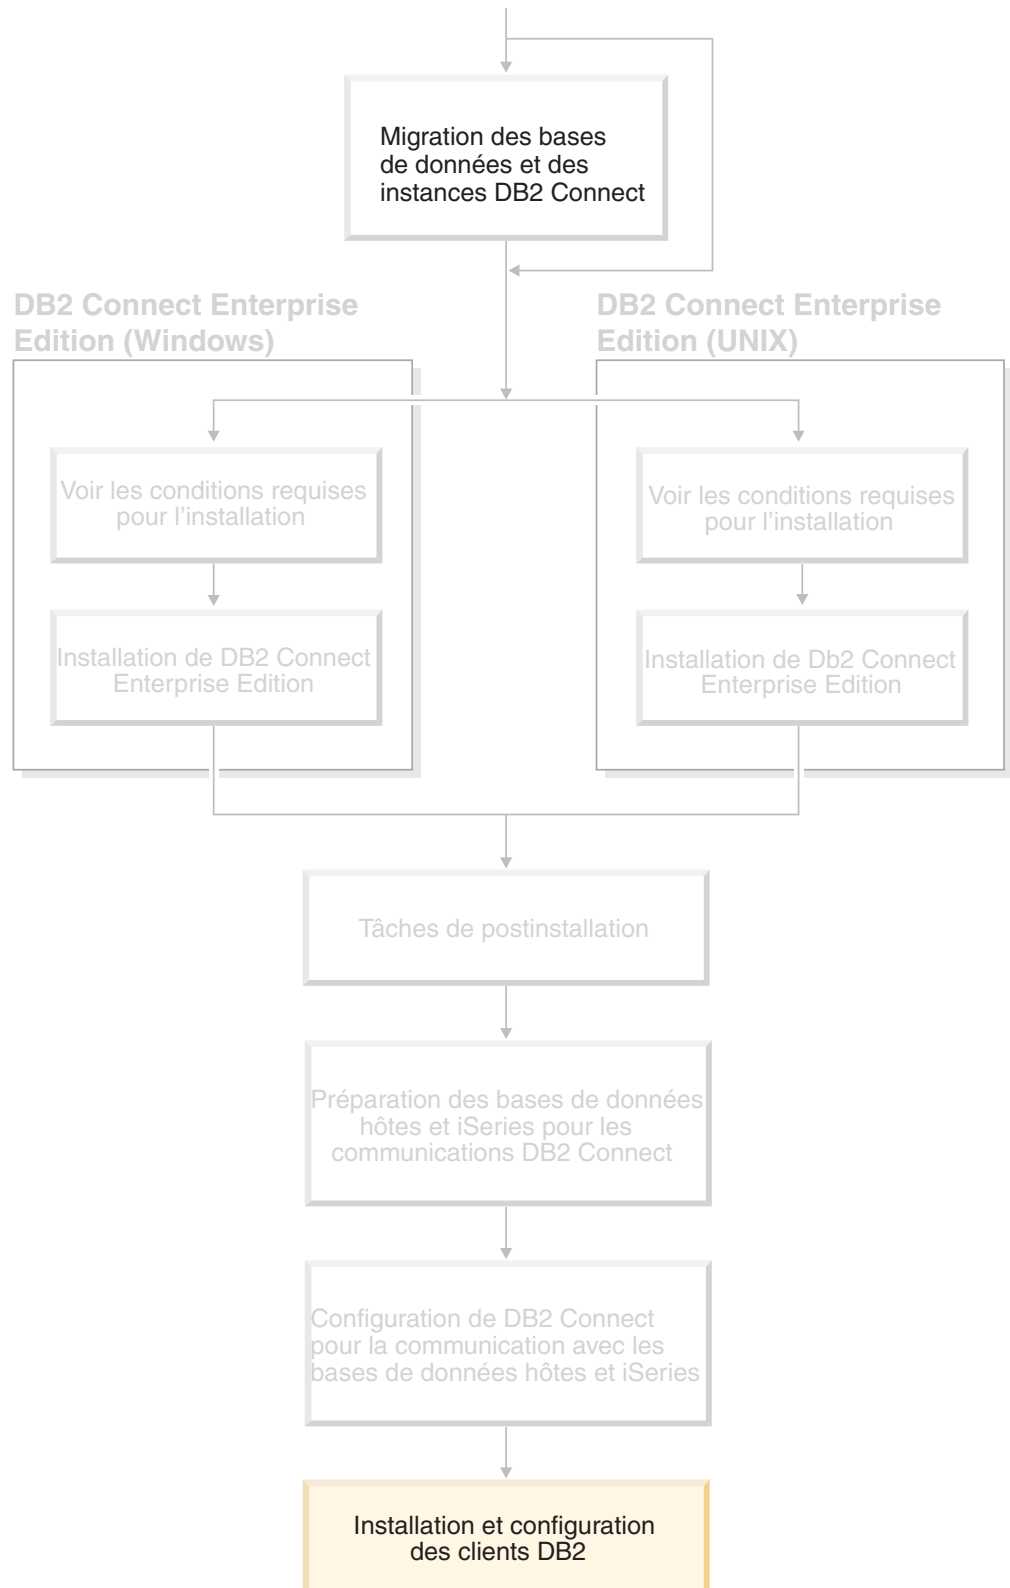 Migration des bases
de données et des
instances DB2 Connect
DB2 Connect Enterprise
Edition (Windows)
DB2 Connect Enterprise
Edition (UNIX)
Voir les conditions requises
pour l'installation
Voir les conditions requises
pour l'installation
Installation de DB2 Connect
Enterprise Edition
Installation de Db2 Connect
Enterprise Edition
Tâches de postinstallation
Préparation des bases de données
hôtes et iSeries pour les
communications DB2 Connect
Configuration de DB2 Connect
pour la communication avec les
bases de données hôtes et iSeries
Installation et configuration
des clients DB2